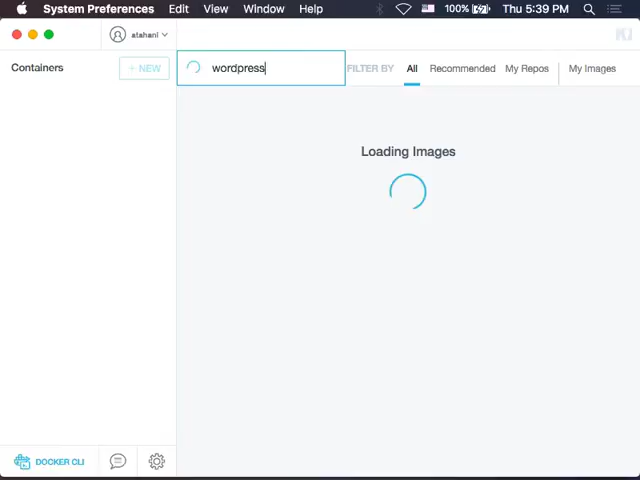 System Preferences Edit View Window Help 100% Thu 5:39 PM
atahani
Containers + NEW
wordpress FILTER BY All Recommended My Repos My Images
Loading Images
DOCKER CLI